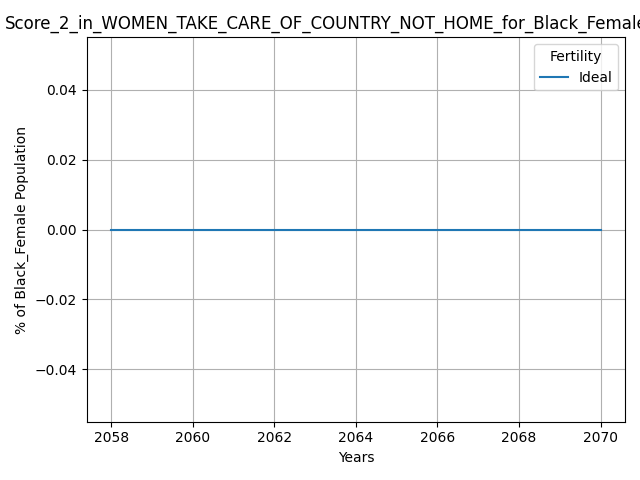 Score_2_in_WOMEN_TAKE_CARE_OF_COUNTRY_NOT_HOME_for_Black_Female
Fertility
Ideal
0.04
0.02
0.00
−0.02
−0.04
% of Black_Female Population
2058 2060 2062 2064 2066 2068 2070
Years